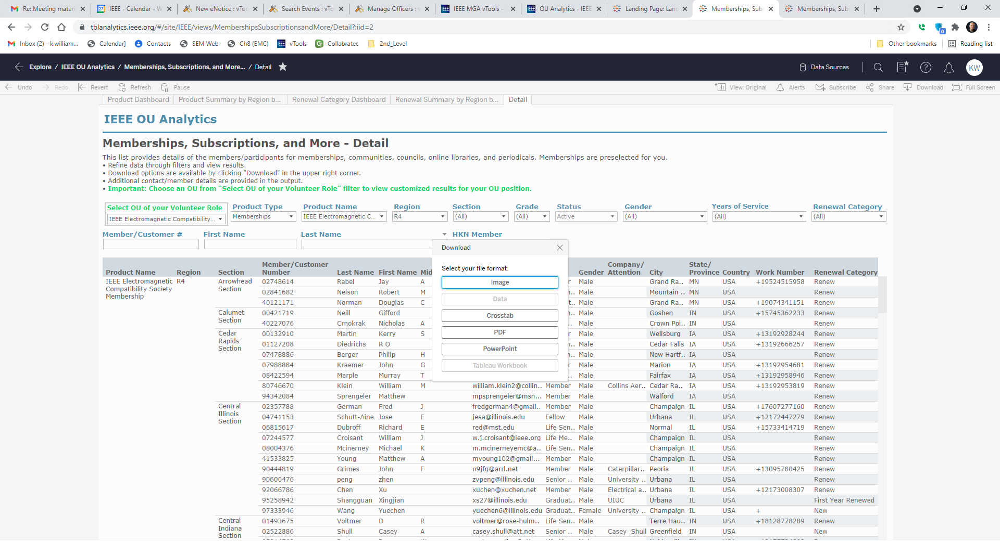 Re: Meeting materi
IEEE - Calendar - W
New eNotice : vToo
Search Events : vTo
Manage Officers : v
IEEE MGA vTools –
OU Analytics - IEEE
Landing Page: Lan
Memberships, Subs
Memberships, Subs
tblanalytics.ieee.org/#/site/IEEE/views/MembershipsSubscriptionsandMore/Detail?:iid=2
0
Inbox (2) - k.william...
Calendar]
Contacts
SEM Web
Ch8 (EMC)
IEEE vTools
Collabratec
2nd_Level
Other bookmarks
Reading list
Explore / IEEE OU Analytics / Memberships, Subscriptions, and More... / Detail
Data Sources
KW
Undo Redo Revert Refresh Pause
View: Original Alerts Subscribe Share Download Full Screen
Product Dashboard Product Summary by Region b... Renewal Category Dashboard Renewal Summary by Region b... Detail
IEEE OU Analytics
Memberships, Subscriptions, and More - Detail
This list provides details of the members/participants for memberships, communities, councils, online libraries, and periodicals. Memberships are preselected for you.
• Refine data through filters and view results.
• Download options are available by clicking "Download" in the upper right corner.
• Additional contact/member details are provided in the output.
• Important: Choose an OU from “Select OU of your Volunteer Role” filter to view customized results for your OU position.
Select OU of your Volunteer Role Product Type Product Name Region Section Grade Status Gender Years of Service Renewal Category
IEEE Electromagnetic Compatibility... Memberships IEEE Electromagnetic C... R4 (All) (All) Active (All) (All) (All)
Member/Customer # First Name Last Name HKN Member
Download
Select your file format.
Image
Data
Crosstab
PDF
PowerPoint
Tableau Workbook
Product Name Region Section Member/Customer Number Last Name First Name Mid Gender Company/ Attention City State/ Province Country Work Number Renewal Category
IEEE Electromagnetic Compatibility Society Membership R4
Arrowhead Section 02748614 Rabel Jay A r Male Grand Ra.. MN USA +19524515958 Renew
02841682 Nelson Robert M Male Mountain .. MN USA Renew
40121171 Norman Douglas C Male Grand Ra.. MN USA +19074341151 Renew
Calumet Section 00421719 Neill Gifford Male Goshen IN USA +15745362233 Renew
40227076 Crnokrak Nicholas A Male Crown Poi.. IN USA Renew
Cedar Rapids Section 00132910 Martin Kerry S r Male Wellsburg IA USA +13192928244 Renew
01127208 Diedrichs R O Male Cedar Falls IA USA +13192666257 Renew
07478886 Berger Philip H Male New Hartf.. IA USA Renew
07988884 Kraemer John G r Male Marion IA USA +13192954681 Renew
08422594 Marple Murray T Male Fairfax IA USA +13192958946 Renew
80746670 Klein William M william.klein2@collin.. Member Male Collins Aer.. Cedar Ra.. IA USA +13192953819 Renew
94342084 Sprengeler Matthew mpsprengeler@msn... Member Male Walford IA USA Renew
Central Illinois Section 02357788 German Fred J fredgerman4@gmail.. Member Male Champaign IL USA +17607277160 Renew
04741153 Schutt-Aine Jose E jesa@illinois.edu Fellow Male Urbana IL USA +12172447279 Renew
06815617 Dubroff Richard E red@mst.edu Life Sen.. Male Normal IL USA +15733414719 Renew
07244577 Croisant William J w.j.croisant@ieee.org Life Me.. Male Champaign IL USA Renew
08004376 Mcinerney Michael K m.mcinerneyemc@a.. Life Sen.. Male Champaign IL USA Renew
41533825 Young Matthew A myoung102@gmail... Member Male Champaign IL USA Renew
90444819 Grimes John F n9jfg@arrl.net Member Male Caterpillar.. Peoria IL USA +13095780425 Renew
90600476 peng zhen zvpeng@illinois.edu Senior .. Male University .. Urbana IL USA Renew
92066786 Chen Xu xuchen@xuchen.net Member Male Electrical a.. Urbana IL USA +12173008307 Renew
95258942 Shangguan Xingjian xs27@illinois.edu Graduat.. Male UIUC Urbana IL USA First Year Renewed
97333946 Wang Yuechen yuechen6@illinois.edu Graduat.. Female University .. Champaign IL USA + New
Central Indiana Section 01493675 Voltmer D R voltmer@rose-hulm.. Life Sen.. Male Terre Hau.. IN USA +18128778289 Renew
02522886 Shull Casey A casey.shull@att.net Senior .. Male Casey Shull Greenfield IN USA New